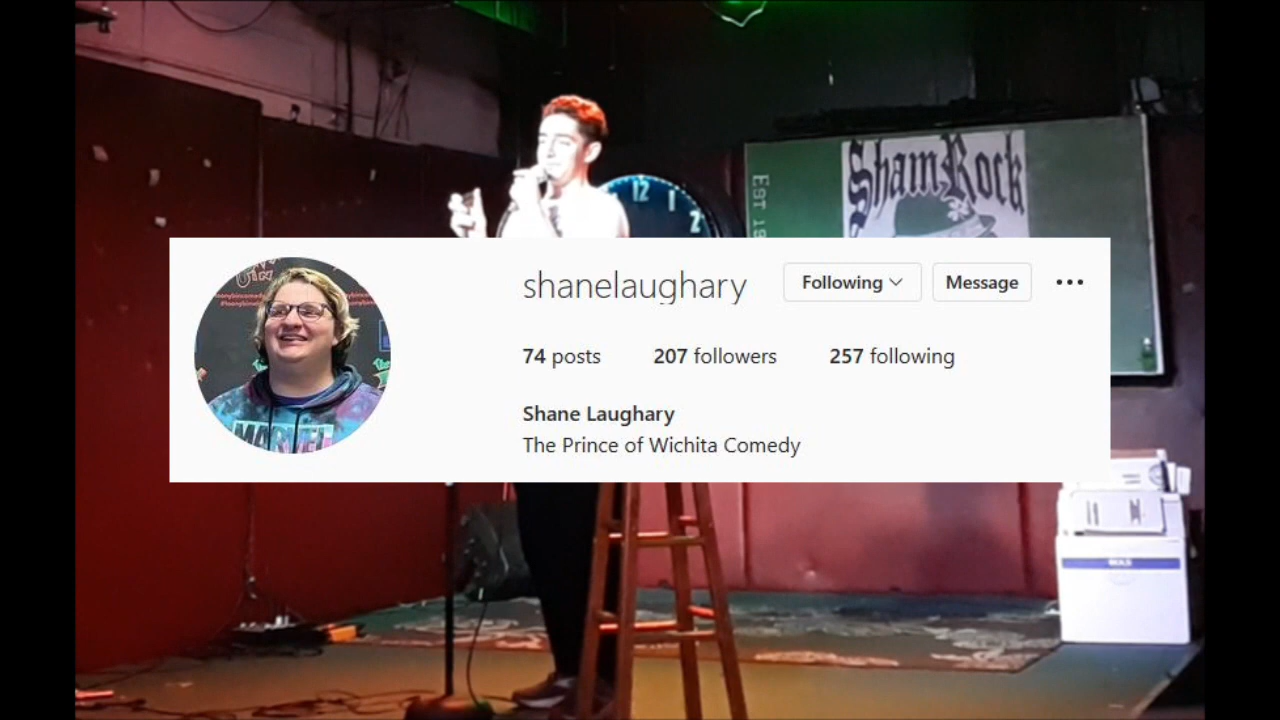 12
1
2
Est 19
ShamRock
shanelaughary
Following
Message
74 posts
207 followers
257 following
Shane Laughary
The Prince of Wichita Comedy
MARVEL